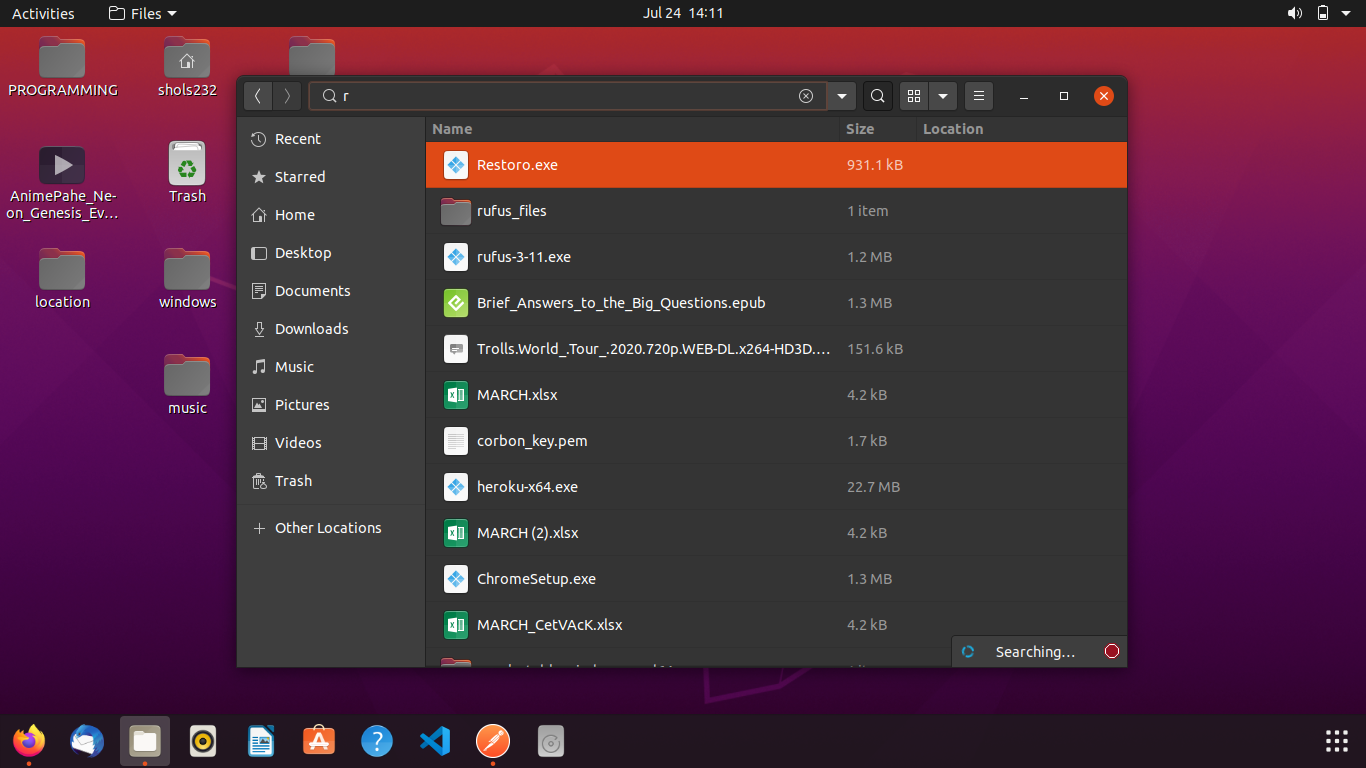 Activities
Files
Jul 24 14:11
PROGRAMMING
shols232
AnimePahe_Ne-
on_Genesis_Ev…
Trash
location
windows
music
r
Recent
Starred
Home
Desktop
Documents
Downloads
Music
Pictures
Videos
Trash
Other Locations
Name Size Location
Restoro.exe 931.1 kB
rufus_files 1 item
rufus-3-11.exe 1.2 MB
Brief_Answers_to_the_Big_Questions.epub 1.3 MB
Trolls.World_.Tour_.2020.720p.WEB-DL.x264-HD3D.… 151.6 kB
MARCH.xlsx 4.2 kB
corbon_key.pem 1.7 kB
heroku-x64.exe 22.7 MB
MARCH (2).xlsx 4.2 kB
ChromeSetup.exe 1.3 MB
MARCH_CetVAcK.xlsx 4.2 kB
Searching…